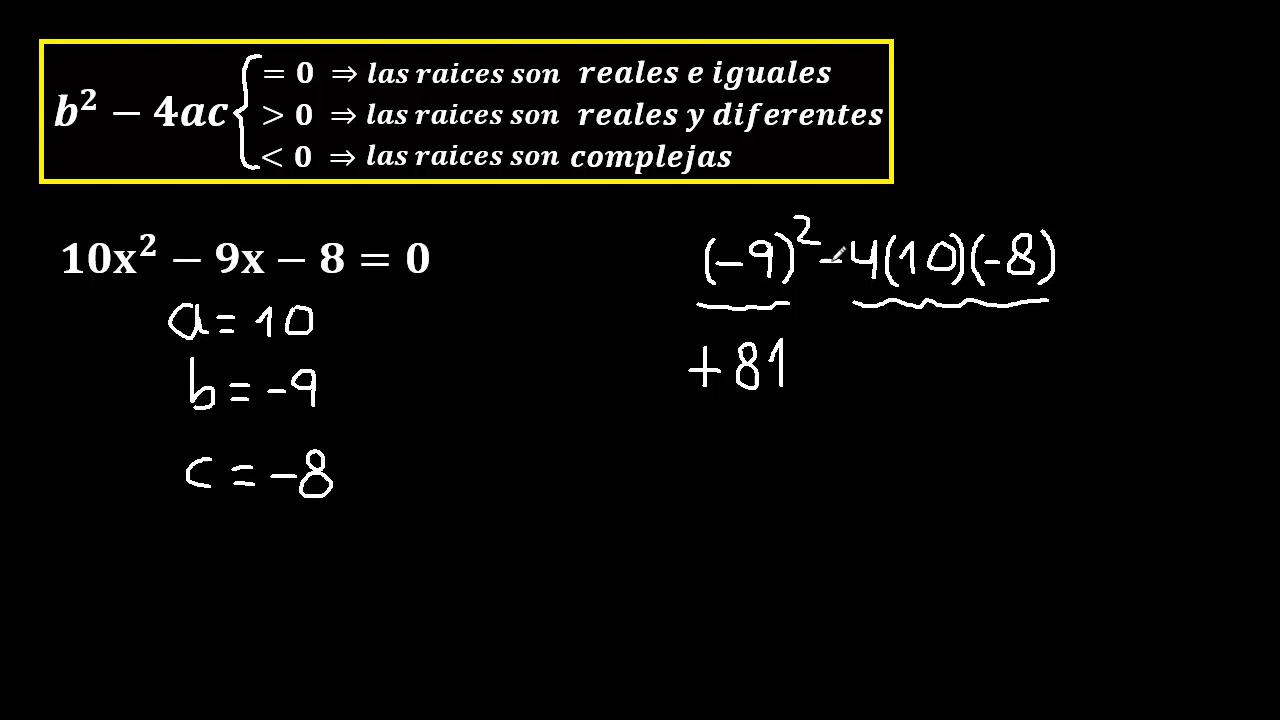 b² − 4ac { = 0 ⇒ las raices son reales e iguales
> 0 ⇒ las raices son reales y diferentes
< 0 ⇒ las raices son complejas
10x² − 9x − 8 = 0
(-9)² - 4(10)(-8)
a = 10
+ 81
b = -9
c = -8